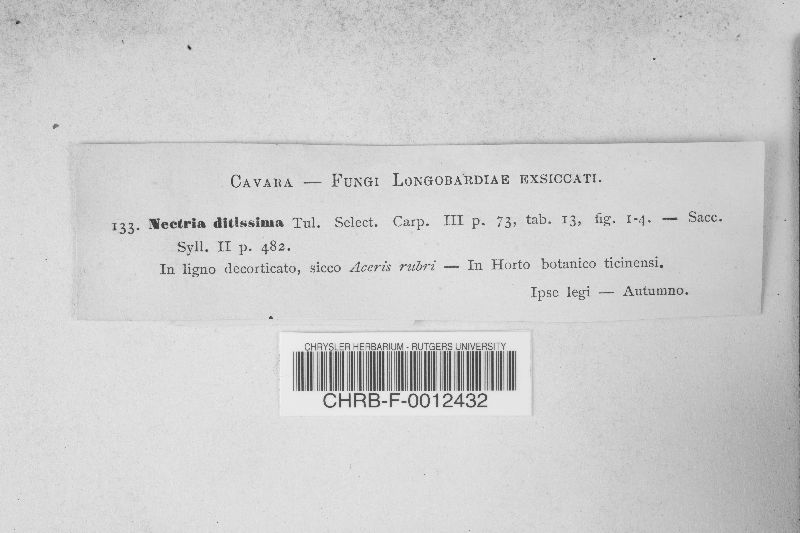 CAVARA — FUNGI LONGOBARDIAE EXSICCATI.
133. Nectria ditissima Tul. Select. Carp. III p. 73, tab. 13, fig. 1-4. — Sacc.
Syll. II p. 482.
In ligno decorticato, sicco Aceris rubri — In Horto botanico ticinensi.
Ipse legi — Autumno.
CHRYSLER HERBARIUM - RUTGERS UNIVERSITY
CHRB-F-0012432